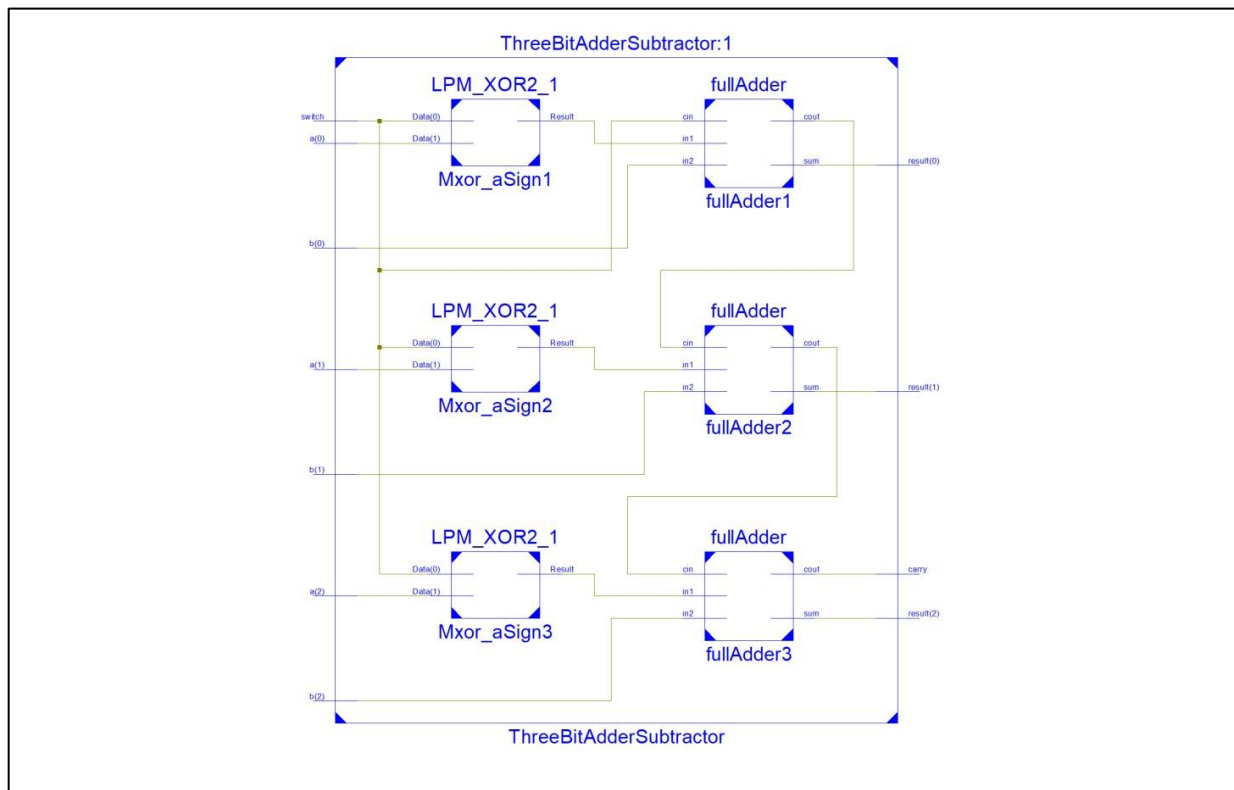 ThreeBitAdderSubtractor:1
LPM_XOR2_1
fullAdder
switch
Data(0)
Result
cin
cout
a(0)
Data(1)
in1
in2
sum
result(0)
Mxor_aSign1
fullAdder1
b(0)
LPM_XOR2_1
fullAdder
Data(0)
Result
cin
cout
a(1)
Data(1)
in1
in2
sum
result(1)
Mxor_aSign2
fullAdder2
b(1)
LPM_XOR2_1
fullAdder
Data(0)
Result
cin
cout
carry
a(2)
Data(1)
in1
in2
sum
result(2)
Mxor_aSign3
fullAdder3
b(2)
ThreeBitAdderSubtractor